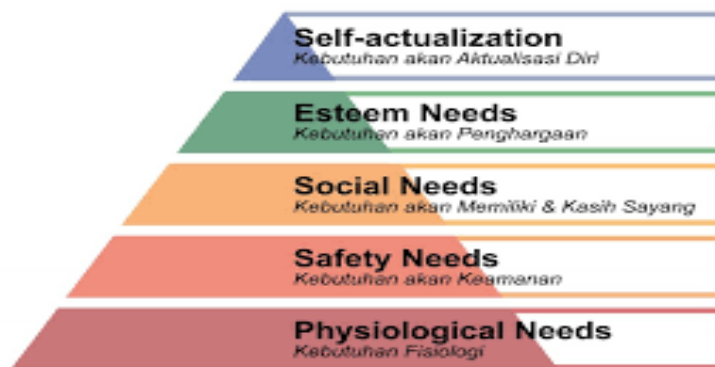 Self-actualization
Kebutuhan akan Aktualisasi Diri
Esteem Needs
Kebutuhan akan Penghargaan
Social Needs
Kebutuhan akan Memiliki & Kasih Sayang
Safety Needs
Kebutuhan akan Keamanan
Physiological Needs
Kebutuhan Fisiologi